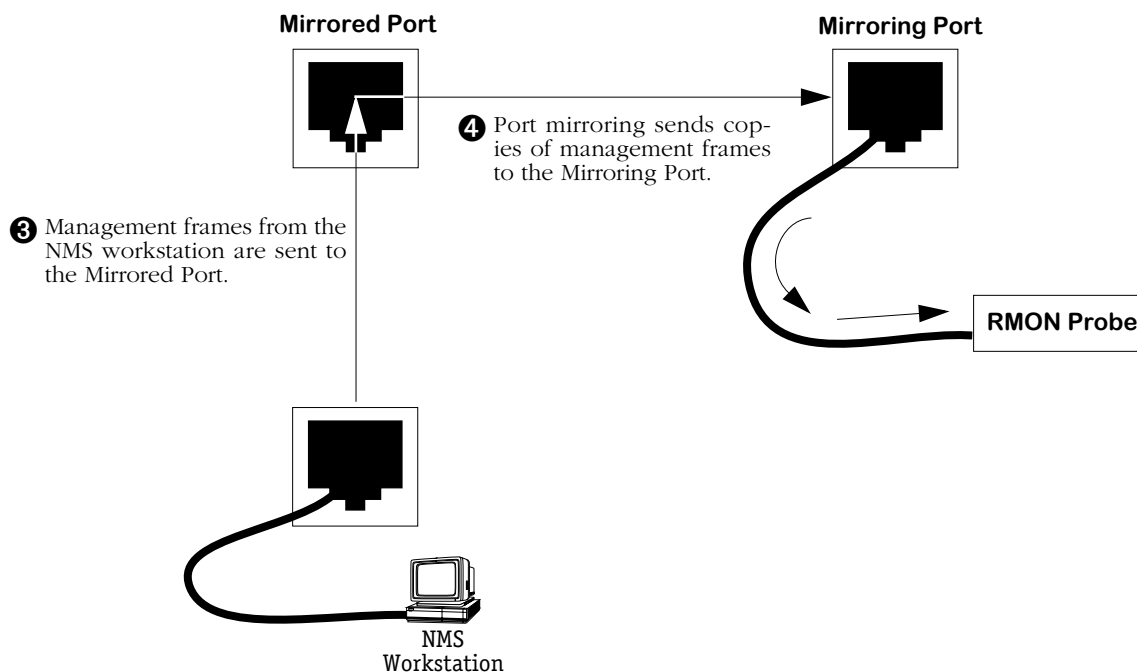 Mirrored Port
Mirroring Port
❹ Port mirroring sends cop-
ies of management frames
to the Mirroring Port.
❸ Management frames from the
NMS workstation are sent to
the Mirrored Port.
RMON Probe
NMS
Workstation